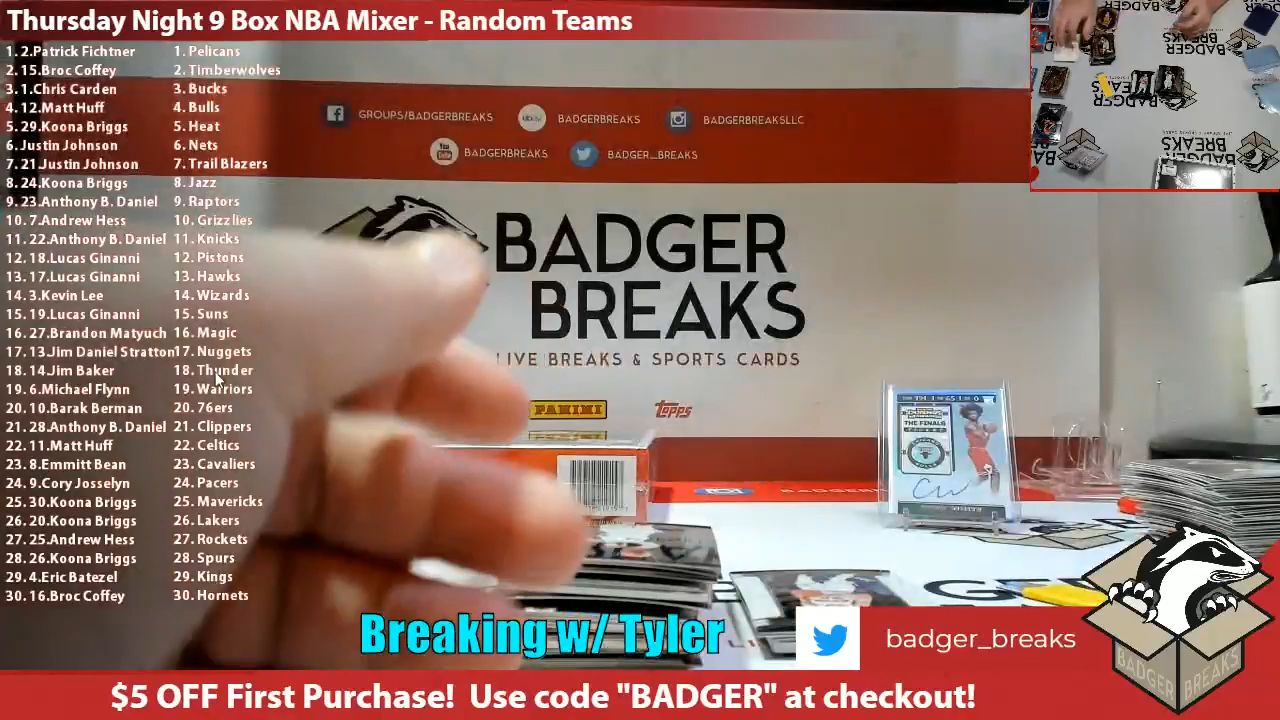 Thursday Night 9 Box NBA Mixer - Random Teams
1. 2.Patrick Fichtner 1. Pelicans
2. 15.Broc Coffey 2. Timberwolves
3. 1.Chris Carden 3. Bucks
4. 12.Matt Huff 4. Bulls
5. 29.Koona Briggs 5. Heat
6. Justin Johnson 6. Nets
7. 21.Justin Johnson 7. Trail Blazers
8. 24.Koona Briggs 8. Jazz
9. 23.Anthony B. Daniel 9. Raptors
10. 7.Andrew Hess 10. Grizzlies
11. 22.Anthony B. Daniel 11. Knicks
12. 18.Lucas Ginanni 12. Pistons
13. 17.Lucas Ginanni 13. Hawks
14. 3.Kevin Lee 14. Wizards
15. 19.Lucas Ginanni 15. Suns
16. 27.Brandon Matyuch 16. Magic
17. 13.Jim Daniel Stratton 17. Nuggets
18. 14.Jim Baker 18. Thunder
19. 6.Michael Flynn 19. Warriors
20. 10.Barak Berman 20. 76ers
21. 28.Anthony B. Daniel 21. Clippers
22. 11.Matt Huff 22. Celtics
23. 8.Emmitt Bean 23. Cavaliers
24. 9.Cory Josselyn 24. Pacers
25. 30.Koona Briggs 25. Mavericks
26. 20.Koona Briggs 26. Lakers
27. 25.Andrew Hess 27. Rockets
28. 26.Koona Briggs 28. Spurs
29. 4.Eric Batezel 29. Kings
30. 16.Broc Coffey 30. Hornets
GROUPS/BADGERBREAKS ebay BADGERBREAKS BADGERBREAKSLLC
YouTube BADGERBREAKS BADGER_BREAKS
BADGER
BREAKS
LIVE BREAKS & SPORTS CARDS
PANINI topps
THE FINALS
BADGER
BREAKS
Breaking w/ Tyler
badger_breaks
BADGER BREAKS
$5 OFF First Purchase! Use code "BADGER" at checkout!